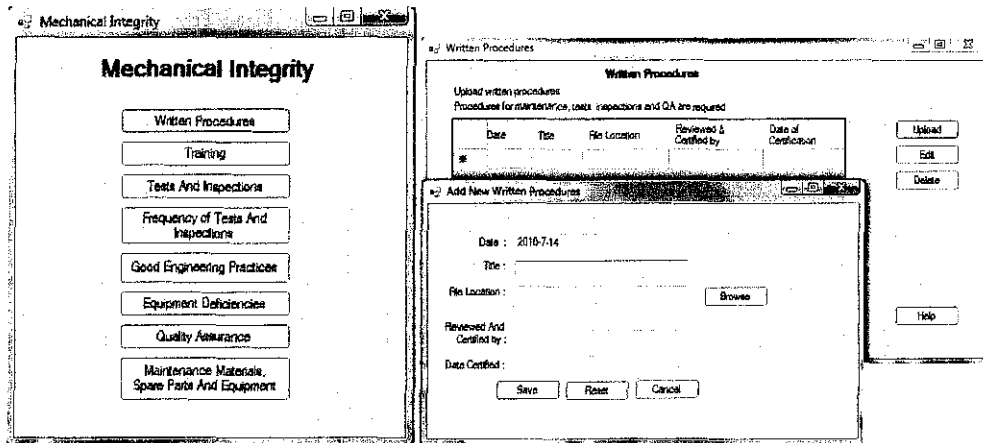 Mechanical Integrity
Mechanical Integrity
Written Procedures
Training
Tests And Inspections
Frequency of Tests And
Inspections
Good Engineering Practices
Equipment Deficiencies
Quality Assurance
Maintenance Materials,
Spare Parts And Equipment
Written Procedures
Written Procedures
Upload written procedures
Procedures for maintenance, tests, inspections and QA are required
Date Title File Location Reviewed & Certified by Date of Certification
*
Upload
Edit
Delete
Help
Add New Written Procedures
Date : 2010-7-14
Title :
File Location :
Browse
Reviewed And
Certified by :
Date Certified :
Save Reset Cancel